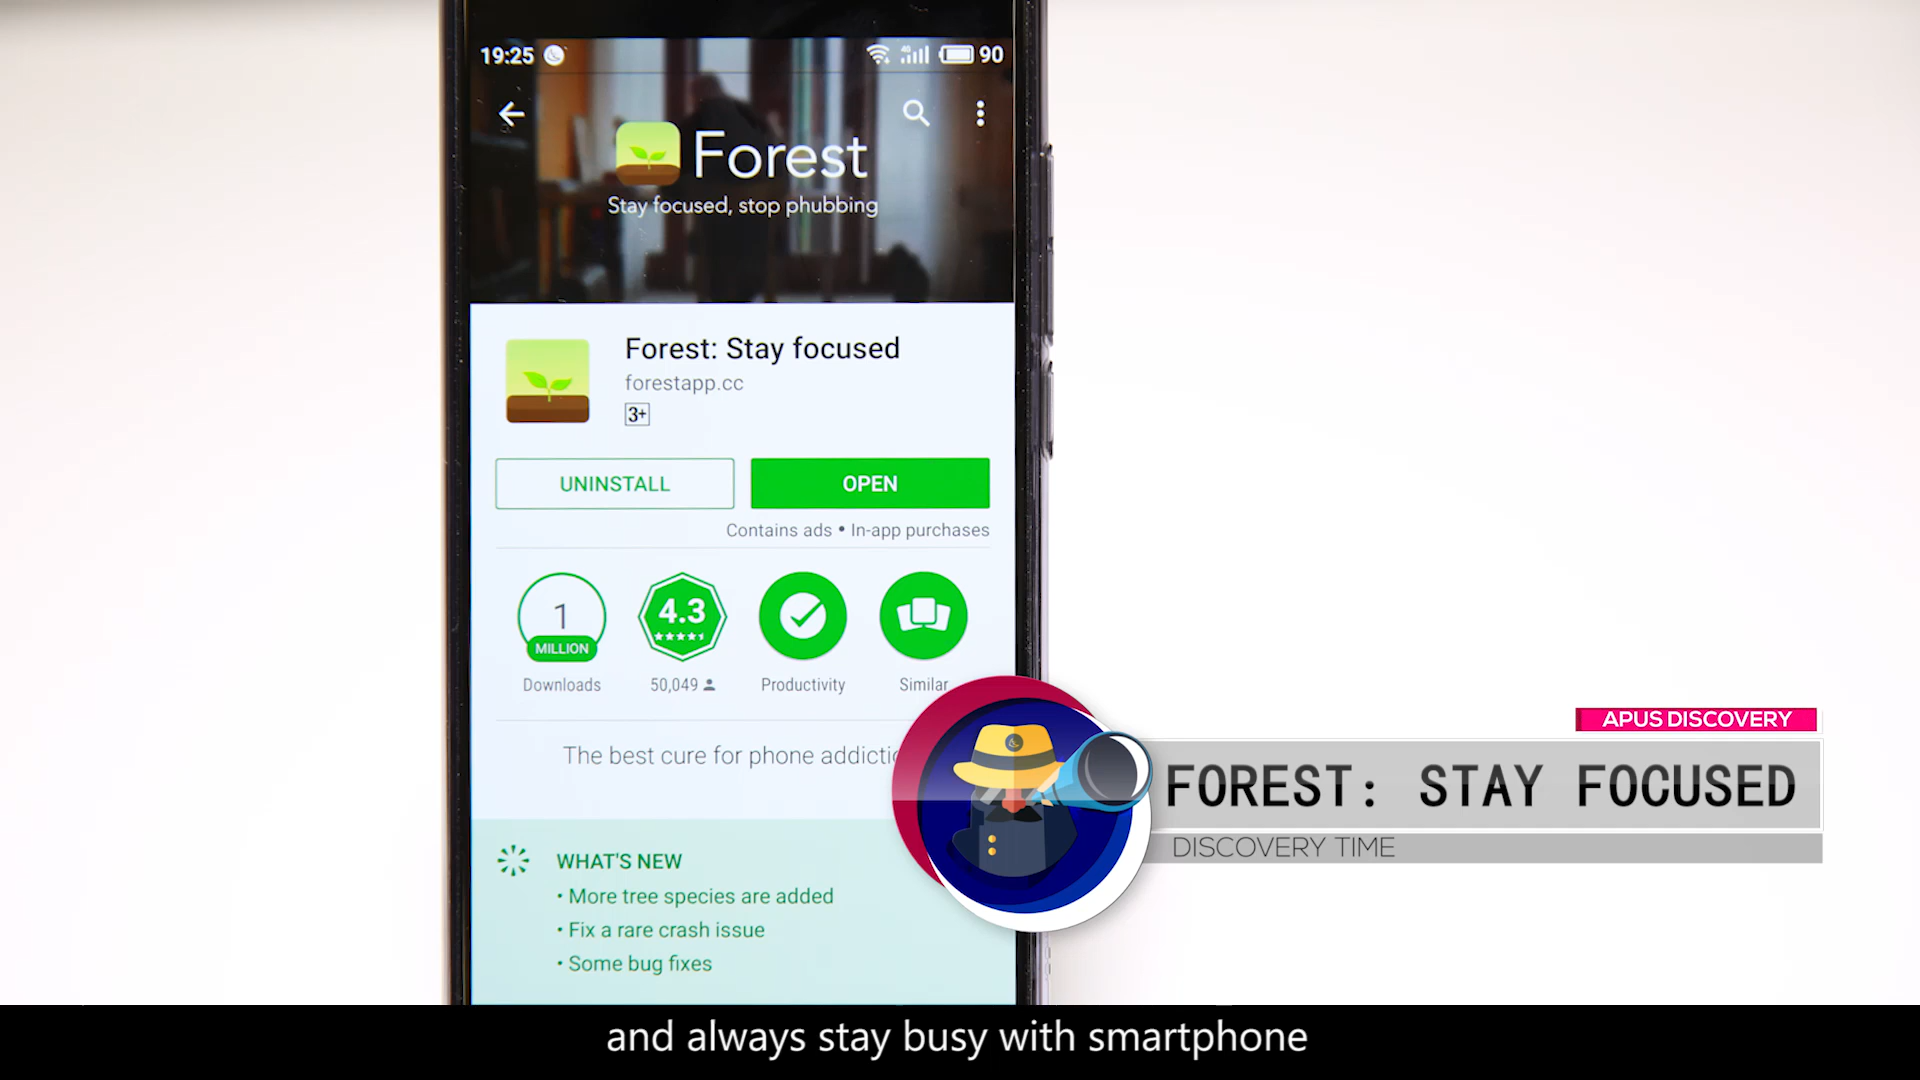 19:25
4G
90
Forest
Stay focused, stop phubbing
Forest: Stay focused
forestapp.cc
3+
UNINSTALL
OPEN
Contains ads • In-app purchases
1
MILLION
4.3
Downloads
50,049
Productivity
Similar
The best cure for phone addictio
WHAT'S NEW
• More tree species are added
• Fix a rare crash issue
• Some bug fixes
APUS DISCOVERY
FOREST: STAY FOCUSED
DISCOVERY TIME
and always stay busy with smartphone